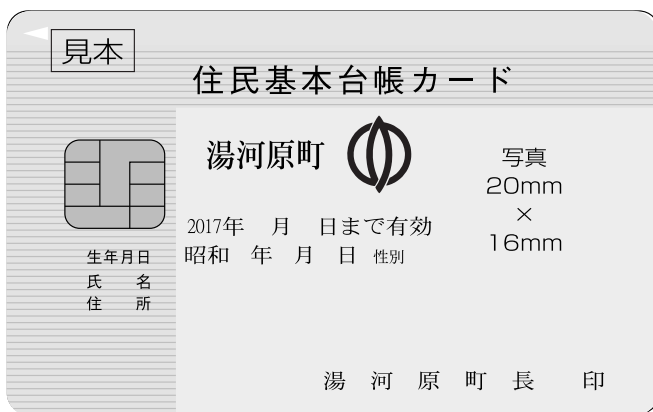 見本
住民基本台帳カード
湯河原町
写真
20mm
×
16mm
2017年 月 日まで有効
生年月日 昭和 年 月 日 性別
氏 名
住 所
湯 河 原 町 長 印